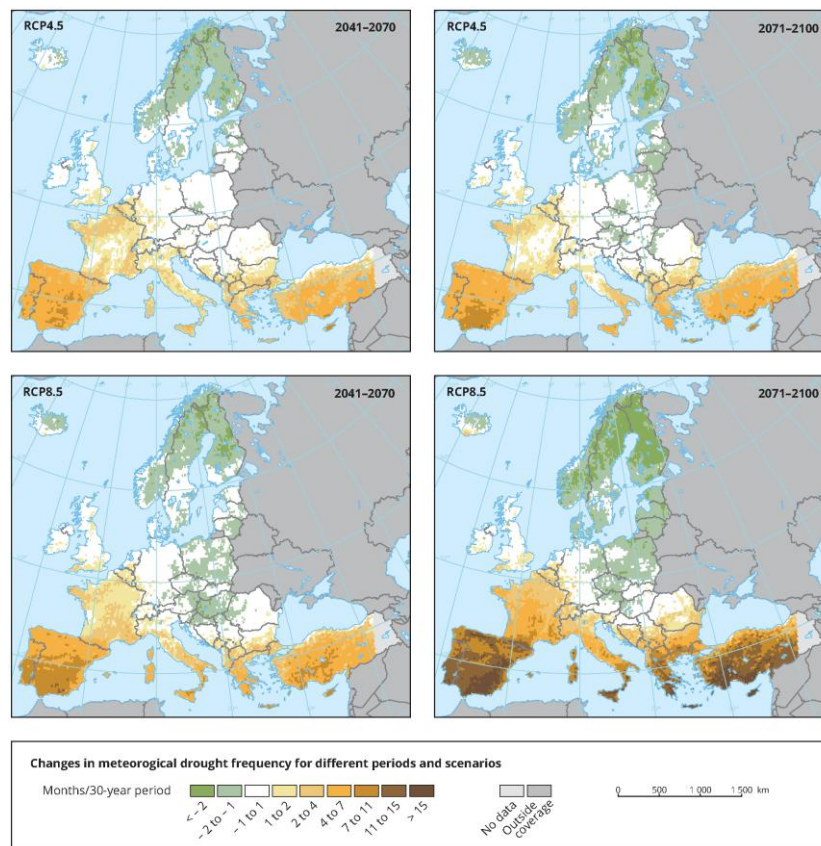 RCP4.5 2041–2070
RCP4.5 2071–2100
RCP8.5 2041–2070
RCP8.5 2071–2100
Changes in meteorogical drought frequency for different periods and scenarios
Months/30-year period
< – 2
– 2 to – 1
– 1 to 1
1 to 2
2 to 4
4 to 7
7 to 11
11 to 15
> 15
No data
Outside
coverage
0 500 1 000 1 500 km